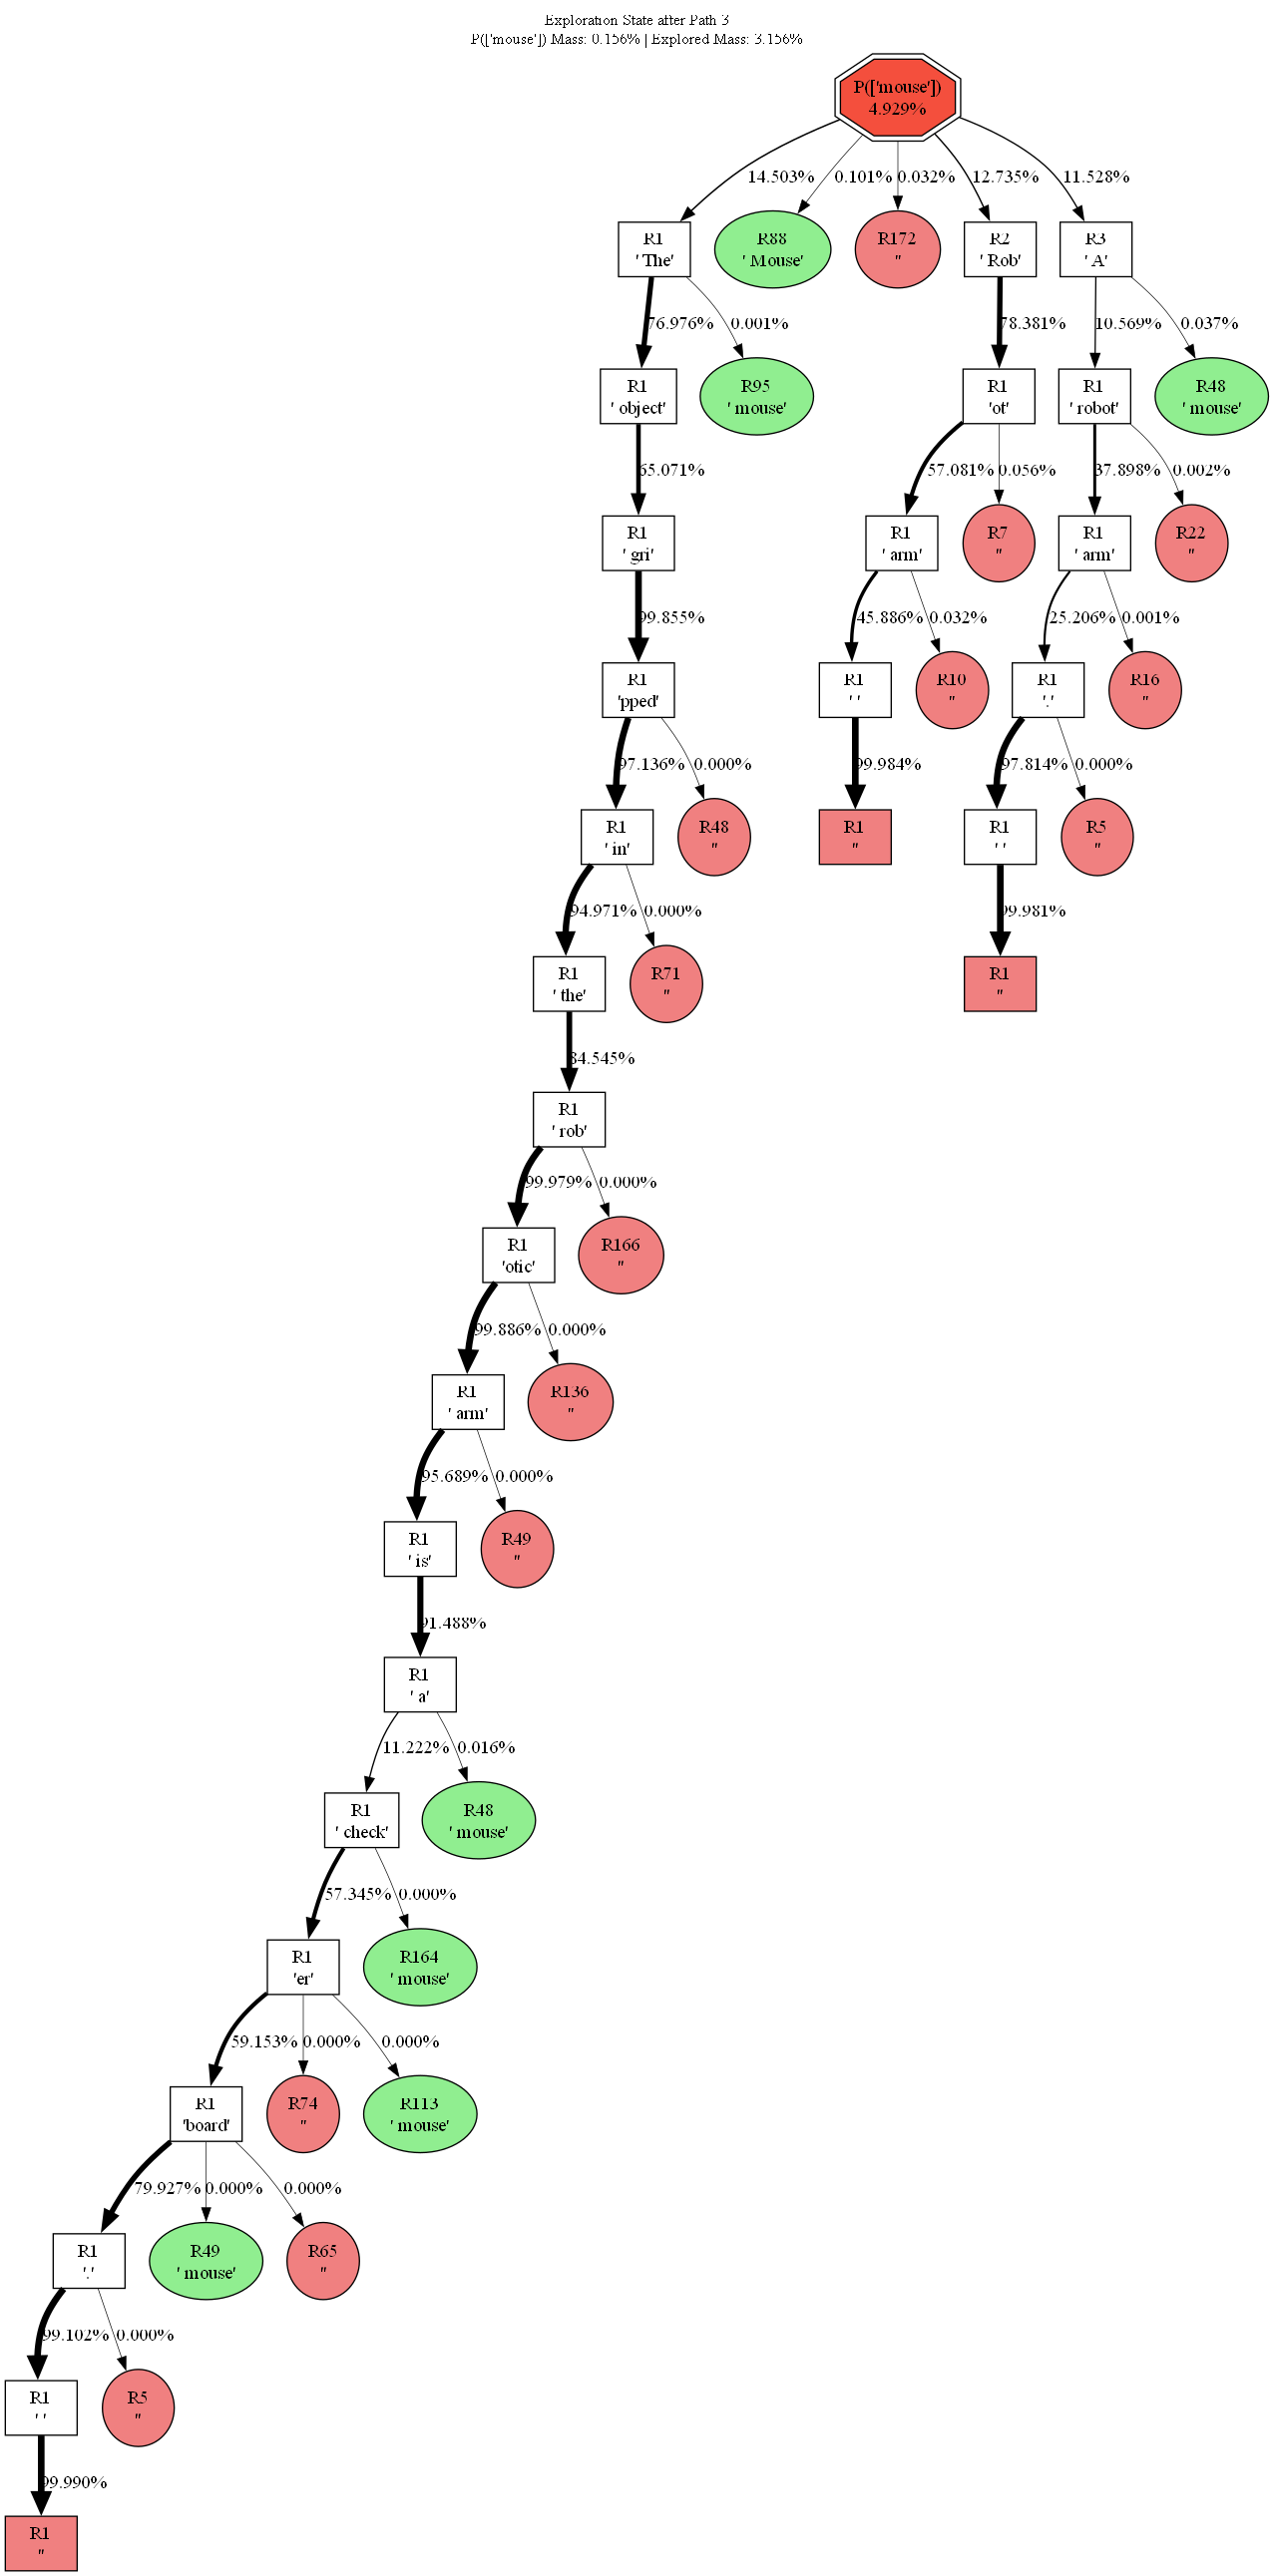 Exploration State after Path 3
P(['mouse']) Mass: 0.156% | Explored Mass: 3.156%
P(['mouse'])
4.929%
14.503%
0.101%
0.032%
12.735%
11.528%
R1
' The'
R88
' Mouse'
R172
''
R2
' Rob'
R3
' A'
76.976%
0.001%
78.381%
10.569%
0.037%
R1
' object'
R95
' mouse'
R1
'ot'
R1
' robot'
R48
' mouse'
65.071%
57.081%
0.056%
37.898%
0.002%
R1
' gri'
R1
' arm'
R7
''
R1
' arm'
R22
''
99.855%
45.886%
0.032%
25.206%
0.001%
R1
'pped'
R1
' '
R10
''
R1
'.'
R16
''
97.136%
0.000%
99.984%
97.814%
0.000%
R1
' in'
R48
''
R1
''
R1
' '
R5
''
94.971%
0.000%
99.981%
R1
' the'
R71
''
R1
''
84.545%
R1
' rob'
99.979%
0.000%
R1
'otic'
R166
''
99.886%
0.000%
R1
' arm'
R136
''
95.689%
0.000%
R1
' is'
R49
''
91.488%
R1
' a'
11.222%
0.016%
R1
' check'
R48
' mouse'
57.345%
0.000%
R1
'er'
R164
' mouse'
59.153%
0.000%
0.000%
R1
'board'
R74
''
R113
' mouse'
79.927%
0.000%
0.000%
R1
'.'
R49
' mouse'
R65
''
99.102%
0.000%
R1
' '
R5
''
99.990%
R1
''